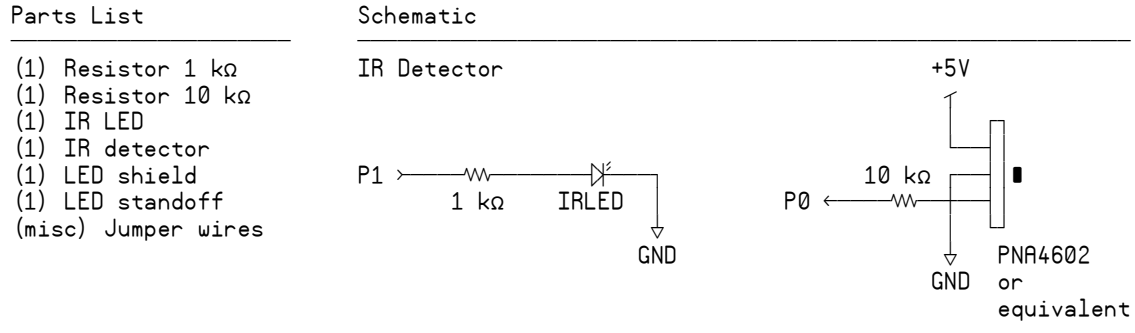 Parts List
(1) Resistor 1 kΩ
(1) Resistor 10 kΩ
(1) IR LED
(1) IR detector
(1) LED shield
(1) LED standoff
(misc) Jumper wires
Schematic
IR Detector
P1
1 kΩ
IRLED
GND
+5V
10 kΩ
P0
GND
PNA4602
or
equivalent